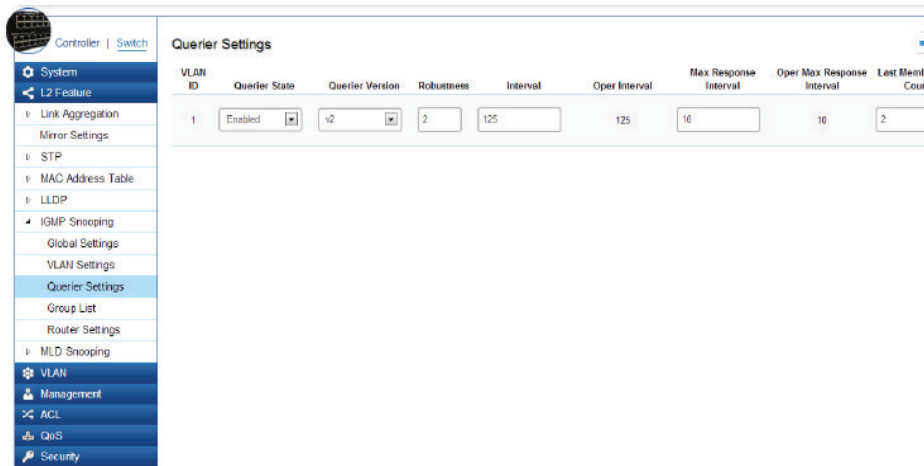 Controller | Switch
Querier Settings
System
L2 Feature
Link Aggregation
Mirror Settings
STP
MAC Address Table
LLDP
IGMP Snooping
Global Settings
VLAN Settings
Querier Settings
Group List
Router Settings
MLD Snooping
VLAN
Management
ACL
QoS
Security
VLAN ID Querier State Querier Version Robustness Interval Oper Interval Max Response Interval Oper Max Response Interval Last
1 Enabled v2 2 125 125 10 10 2